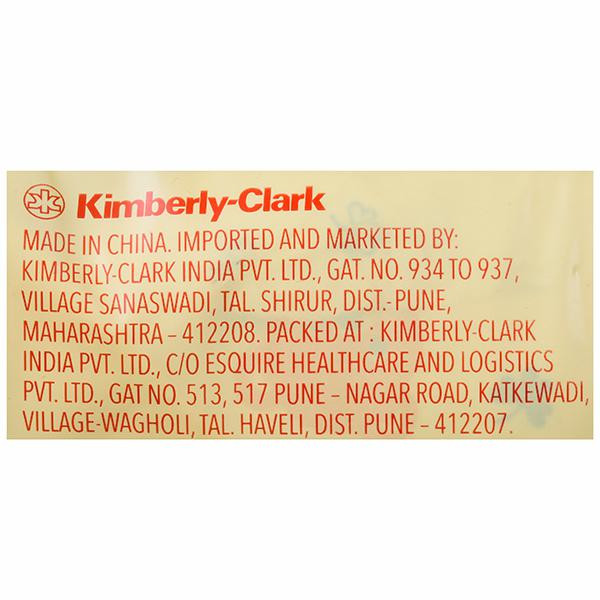 Kimberly-Clark
MADE IN CHINA. IMPORTED AND MARKETED BY:
KIMBERLY-CLARK INDIA PVT. LTD., GAT. NO. 934 TO 937,
VILLAGE SANASWADI, TAL. SHIRUR, DIST.- PUNE,
MAHARASHTRA – 412208. PACKED AT : KIMBERLY-CLARK
INDIA PVT. LTD., C/O ESQUIRE HEALTHCARE AND LOGISTICS
PVT. LTD., GAT NO. 513, 517 PUNE – NAGAR ROAD, KATKEWADI,
VILLAGE-WAGHOLI, TAL. HAVELI, DIST. PUNE – 412207.